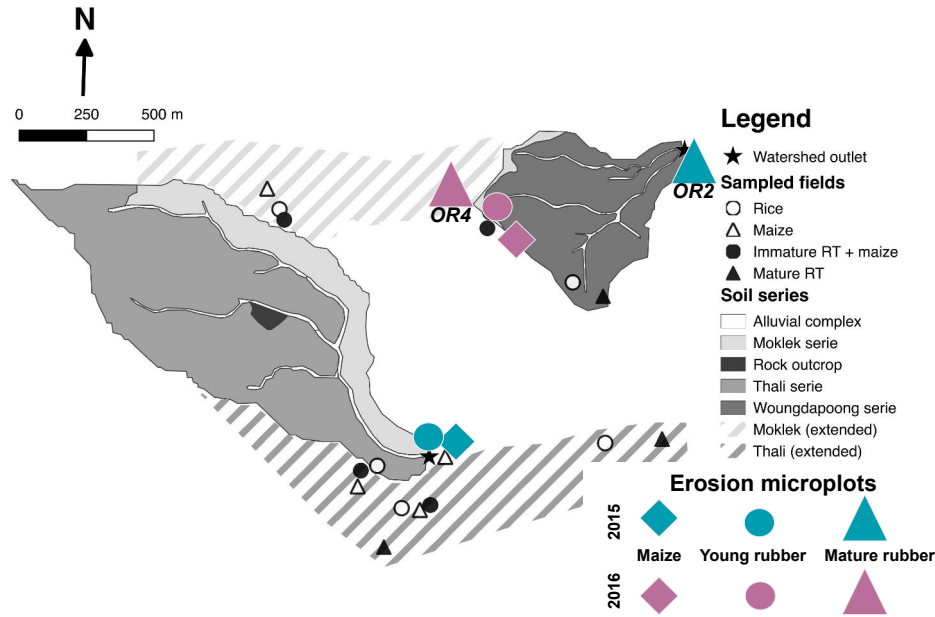 N
0 250 500 m
OR4
OR2
Legend
Watershed outlet
Sampled fields
Rice
Maize
Immature RT + maize
Mature RT
Soil series
Alluvial complex
Moklek serie
Rock outcrop
Thali serie
Woungdapoong serie
Moklek (extended)
Thali (extended)
Erosion microplots
2015
Maize Young rubber Mature rubber
2016